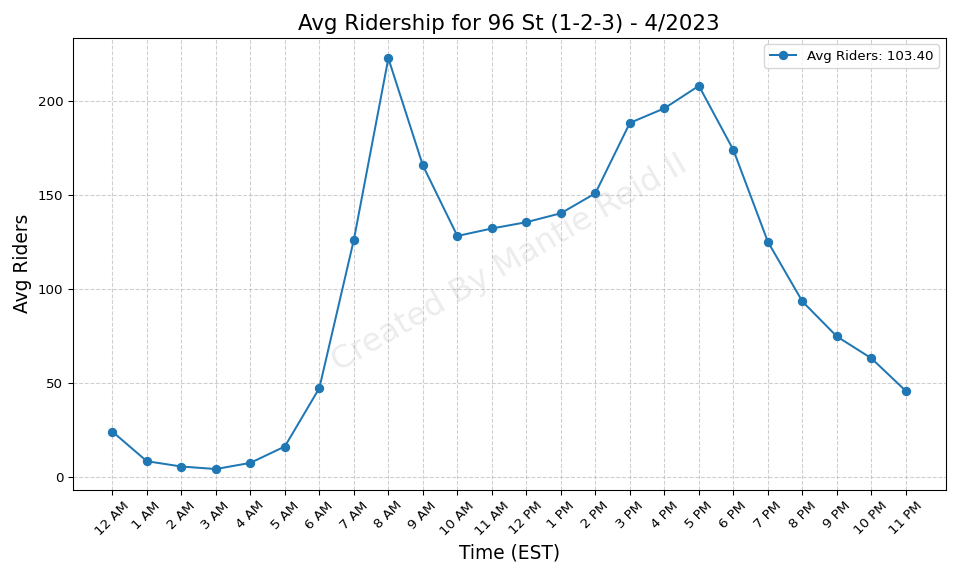 Avg Ridership for 96 St (1-2-3) - 4/2023
Avg Riders: 103.40
200
150
100
50
0
Avg Riders
Created By Mantie Reid II
12 AM
1 AM
2 AM
3 AM
4 AM
5 AM
6 AM
7 AM
8 AM
9 AM
10 AM
11 AM
12 PM
1 PM
2 PM
3 PM
4 PM
5 PM
6 PM
7 PM
8 PM
9 PM
10 PM
11 PM
Time (EST)